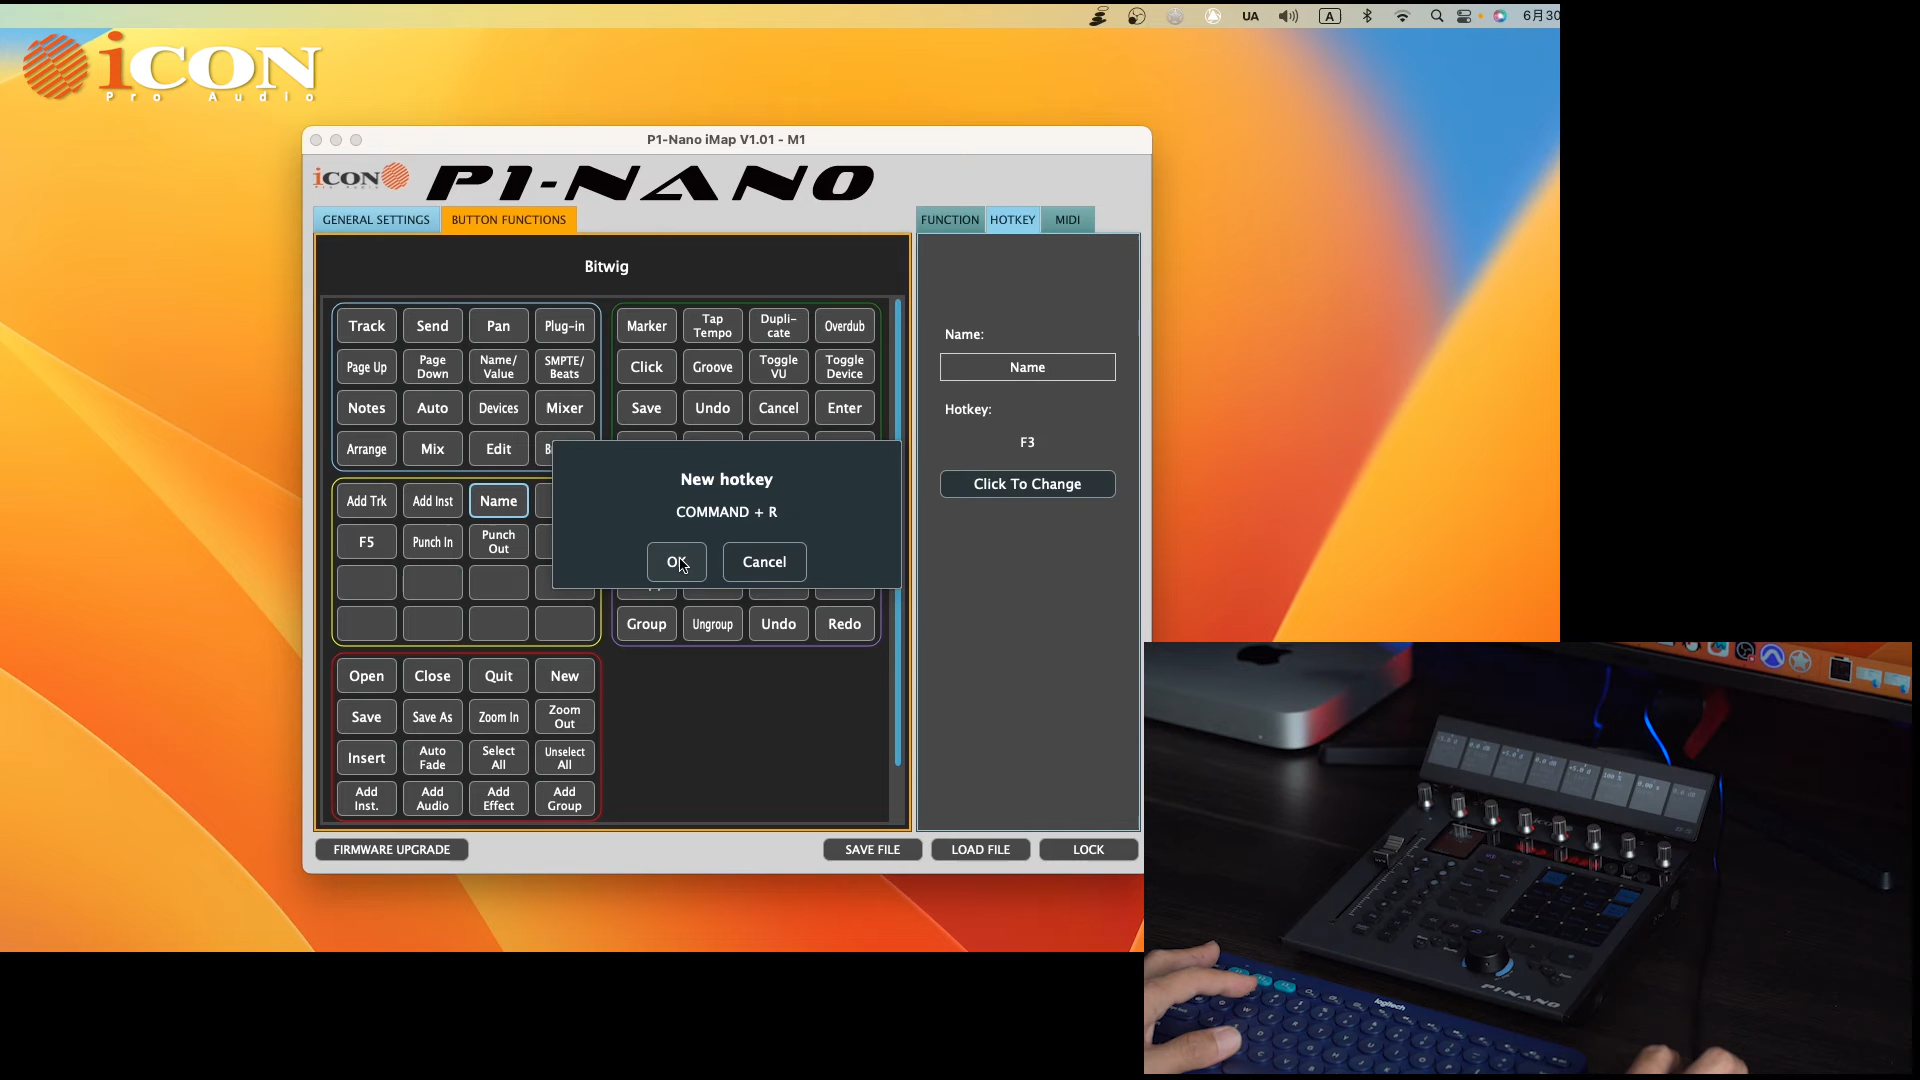 UA
A
6月30
iCON
Pro Audio
P1-Nano iMap V1.01 - M1
iCON
P1-NANO
GENERAL SETTINGS
BUTTON FUNCTIONS
FUNCTION
HOTKEY
MIDI
Bitwig
Track
Send
Pan
Plug-in
Page Up
Page
Down
Name/
Value
SMPTE/
Beats
Notes
Auto
Devices
Mixer
Arrange
Mix
Edit
Marker
Tap
Tempo
Dupli-
cate
Overdub
Click
Groove
Toggle
VU
Toggle
Device
Save
Undo
Cancel
Enter
Add Trk
Add Inst
Name
F5
Punch In
Punch
Out
New hotkey
COMMAND + R
OK
Cancel
Group
Ungroup
Undo
Redo
Open
Close
Quit
New
Save
Save As
Zoom In
Zoom
Out
Insert
Auto
Fade
Select
All
Unselect
All
Add
Inst.
Add
Audio
Add
Effect
Add
Group
Name:
Name
Hotkey:
F3
Click To Change
FIRMWARE UPGRADE
SAVE FILE
LOAD FILE
LOCK
P1-NANO
logitech